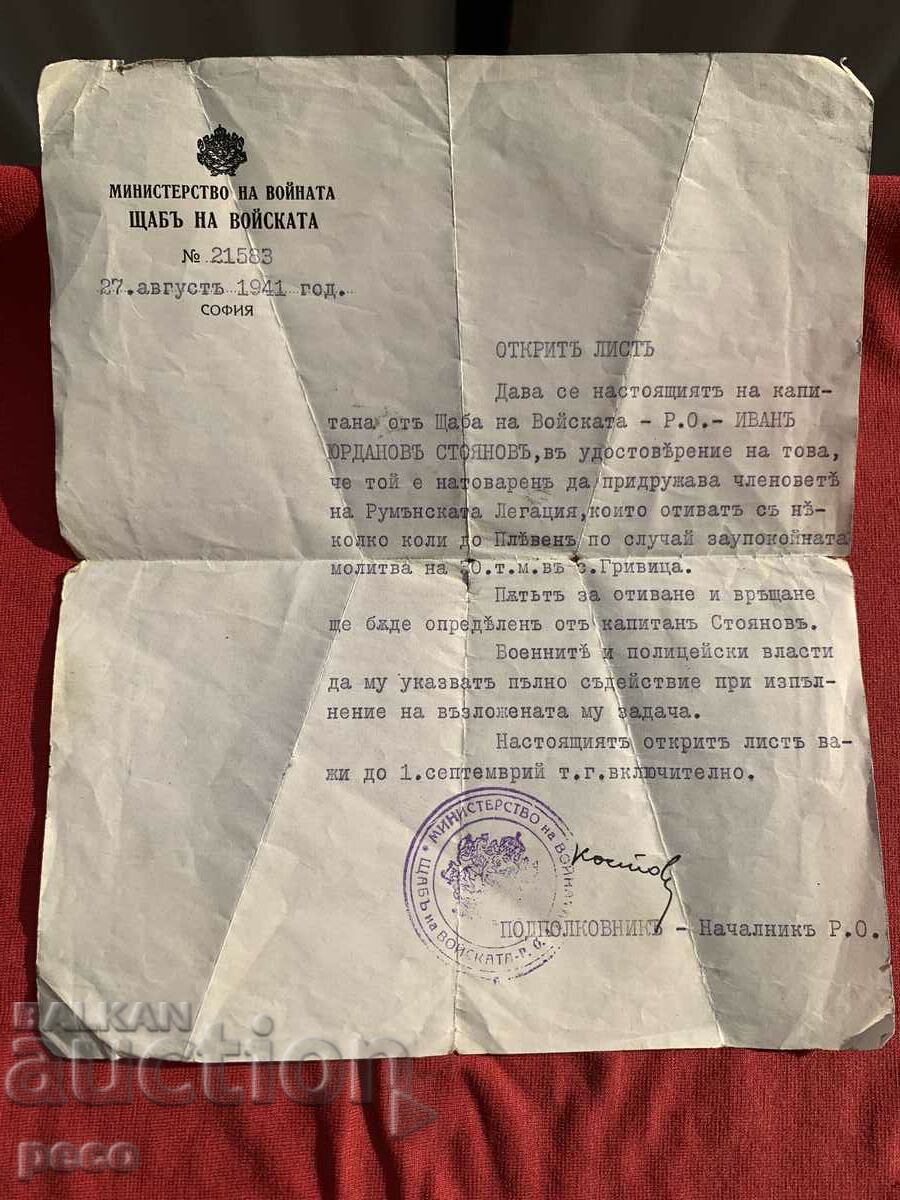 МИНИСТЕРСТВО НА ВОЙНАТА
ЩАБЪ НА ВОЙСКАТА
№ 21583
27.августъ 1941 год.
СОФИЯ
ОТКРИТЪ ЛИСТЪ
Дава се настоящиятъ на капи-
тана отъ Щаба на Войската - Р.О.- ИВАНЪ
ЮРДАНОВЪ СТОЯНОВЪ,въ удостовѣрение на това,
че той е натоваренъ да придружава членоветѣ
на Румънската Легация,които отиватъ съ нѣ-
колко коли до Плѣвенъ по случай заупокойната
молитва на 30.т.м.въ с.Гривица.
Пѫтьтъ за отиване и връщане
ще бѫде опредѣленъ отъ капитанъ Стояновъ.
Военнитѣ и полицейски власти
да му указватъ пълно съдействие при изпъл-
нение на възложената му задача.
Настоящиятъ открить листъ ва-
жи до 1.септемврий т.г.включително.
МИНИСТЕРСТВО на ВОЙНАТА
ЩАБЪ на ВОЙСКАТА-Р.О.
Костов
ПОДПОЛКОВНИКЪ - Началникъ Р.О.
BALKAN
auction
peco